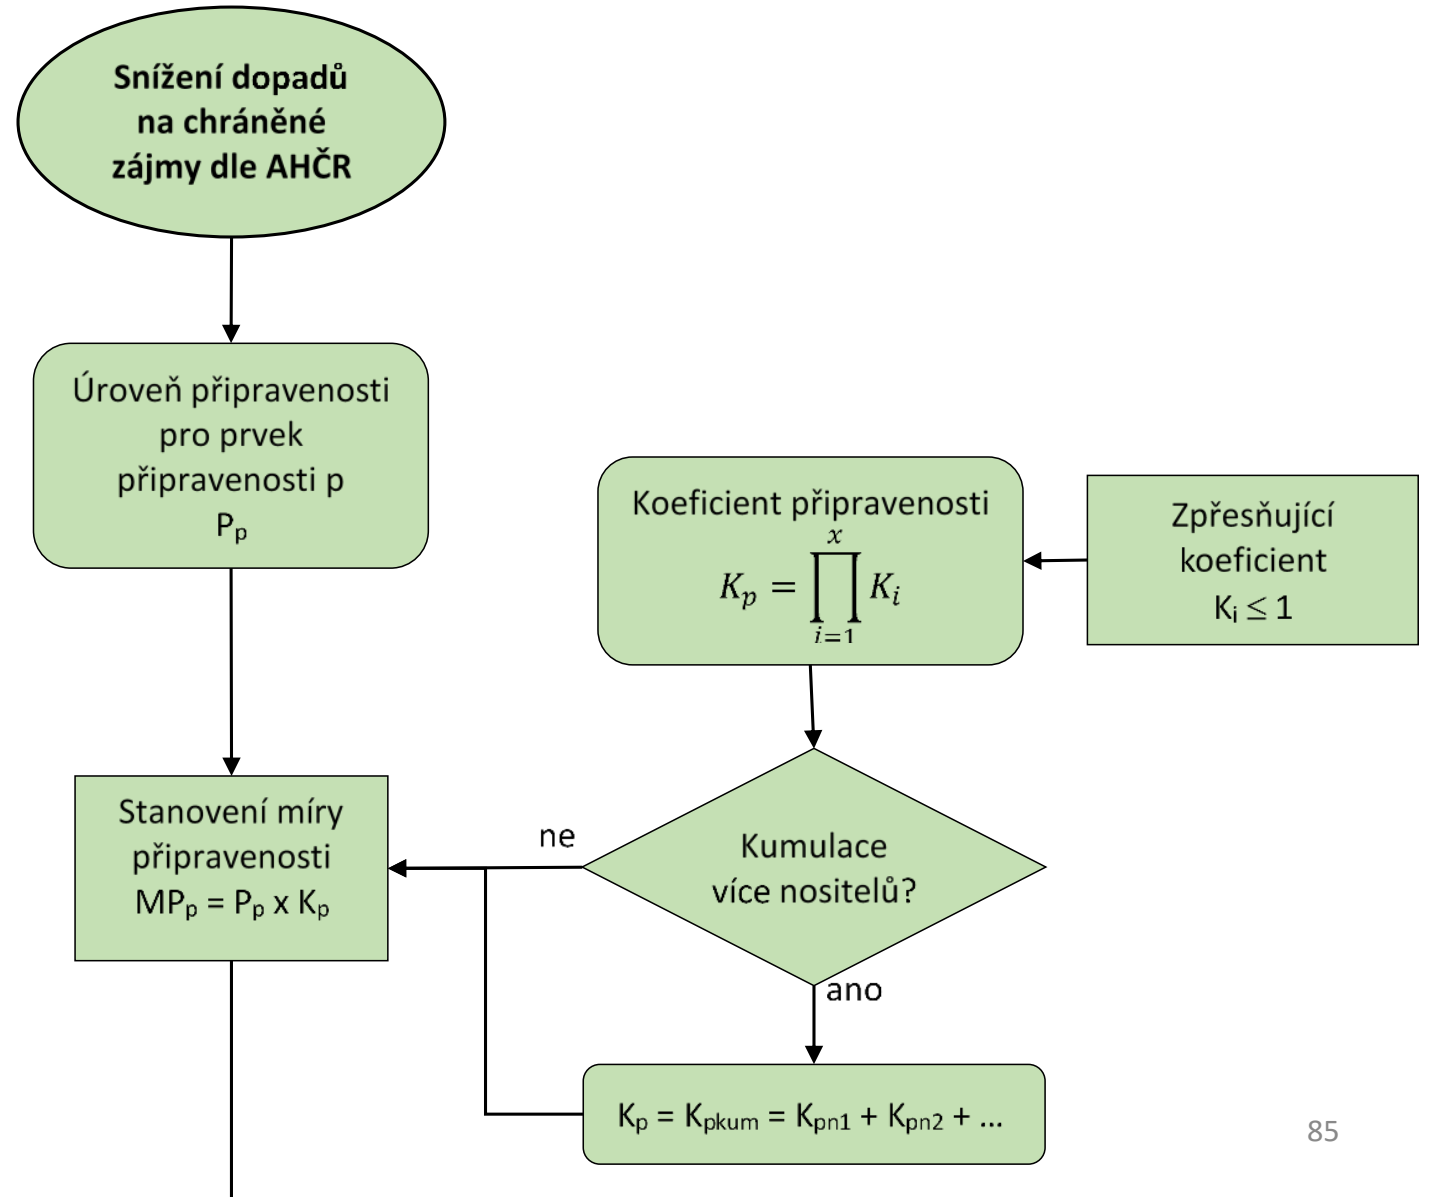 Snížení dopadů
na chráněné
zájmy dle AHČR
Úroveň připravenosti
pro prvek
připravenosti p
Pₚ
Koeficient připravenosti
x
Kₚ = ∏ Kᵢ
i=1
Zpřesňující
koeficient
Kᵢ ≤ 1
Stanovení míry
připravenosti
MPₚ = Pₚ x Kₚ
ne
Kumulace
více nositelů?
ano
Kp = Kpkum = Kpn1 + Kpn2 + ...
85